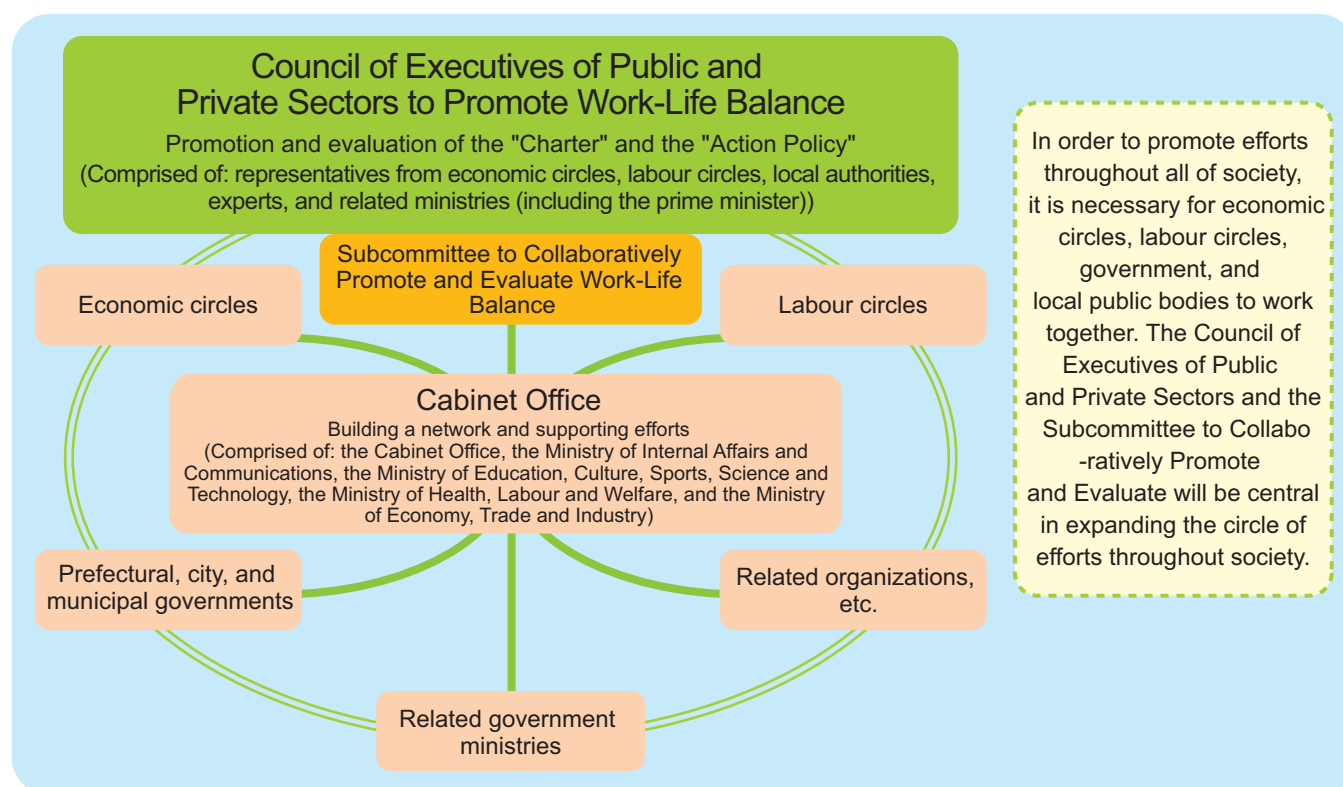 Council of Executives of Public and
Private Sectors to Promote Work-Life Balance
Promotion and evaluation of the "Charter" and the "Action Policy"
(Comprised of: representatives from economic circles, labour circles, local authorities,
experts, and related ministries (including the prime minister))
Subcommittee to Collaboratively
Promote and Evaluate Work-Life
Balance
Economic circles
Labour circles
Cabinet Office
Building a network and supporting efforts
(Comprised of: the Cabinet Office, the Ministry of Internal Affairs and
Communications, the Ministry of Education, Culture, Sports, Science and
Technology, the Ministry of Health, Labour and Welfare, and the Ministry
of Economy, Trade and Industry)
Prefectural, city, and
municipal governments
Related organizations,
etc.
Related government
ministries
In order to promote efforts
throughout all of society,
it is necessary for economic
circles, labour circles,
government, and
local public bodies to work
together. The Council of
Executives of Public
and Private Sectors and the
Subcommittee to Collabo
-ratively Promote
and Evaluate will be central
in expanding the circle of
efforts throughout society.